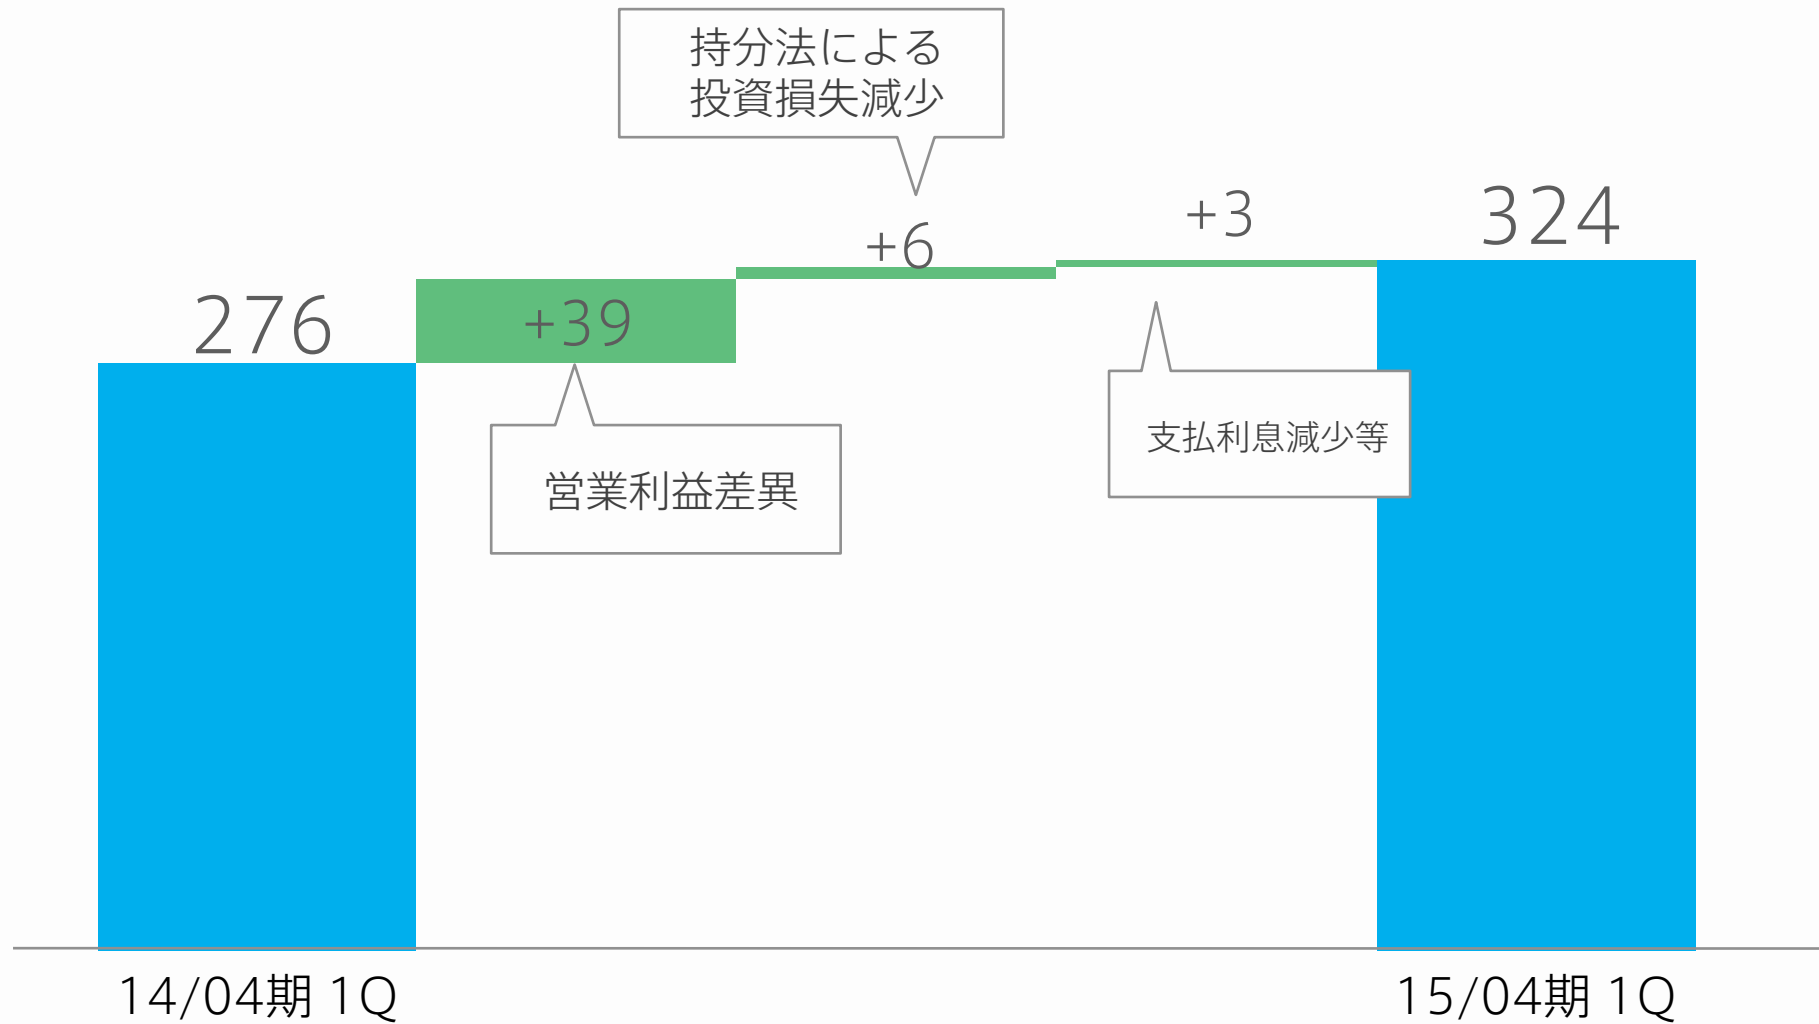 持分法による
投資損失減少
+6
+3
324
276
+39
支払利息減少等
営業利益差異
14/04期 1Q
15/04期 1Q